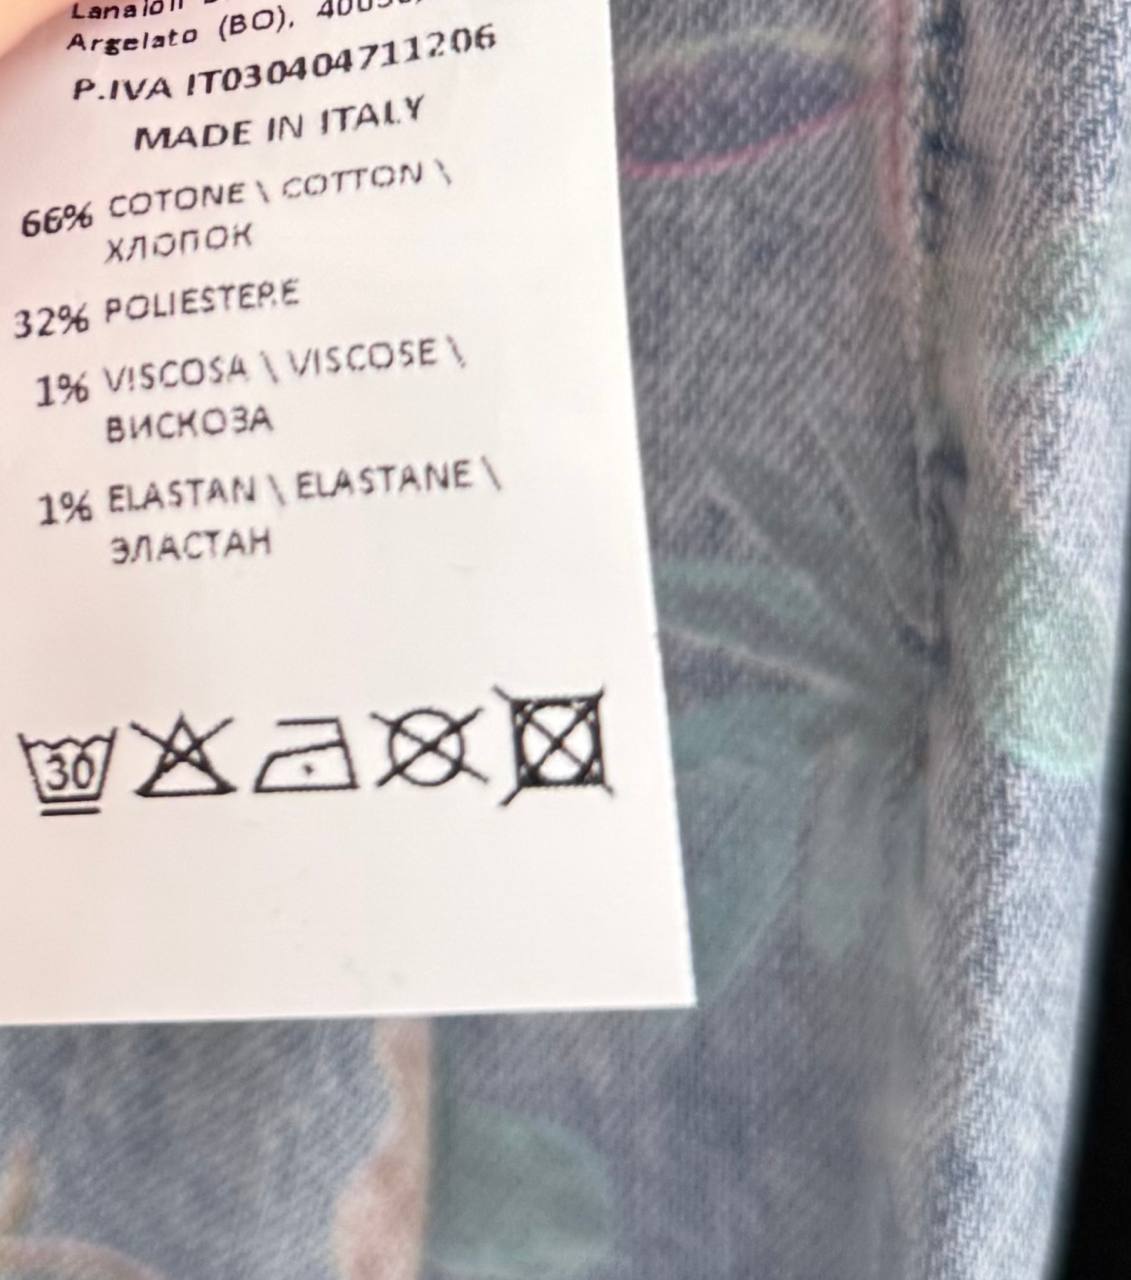 Argelato (BO),
P.IVA IT030404711206
MADE IN ITALY
66% COTONE \ COTTON \
ХЛОПОК
32% POLIESTERE
1% VISCOSA \ VISCOSE \
ВИСКОЗА
1% ELASTAN \ ELASTANE \
ЭЛАСТАН
30